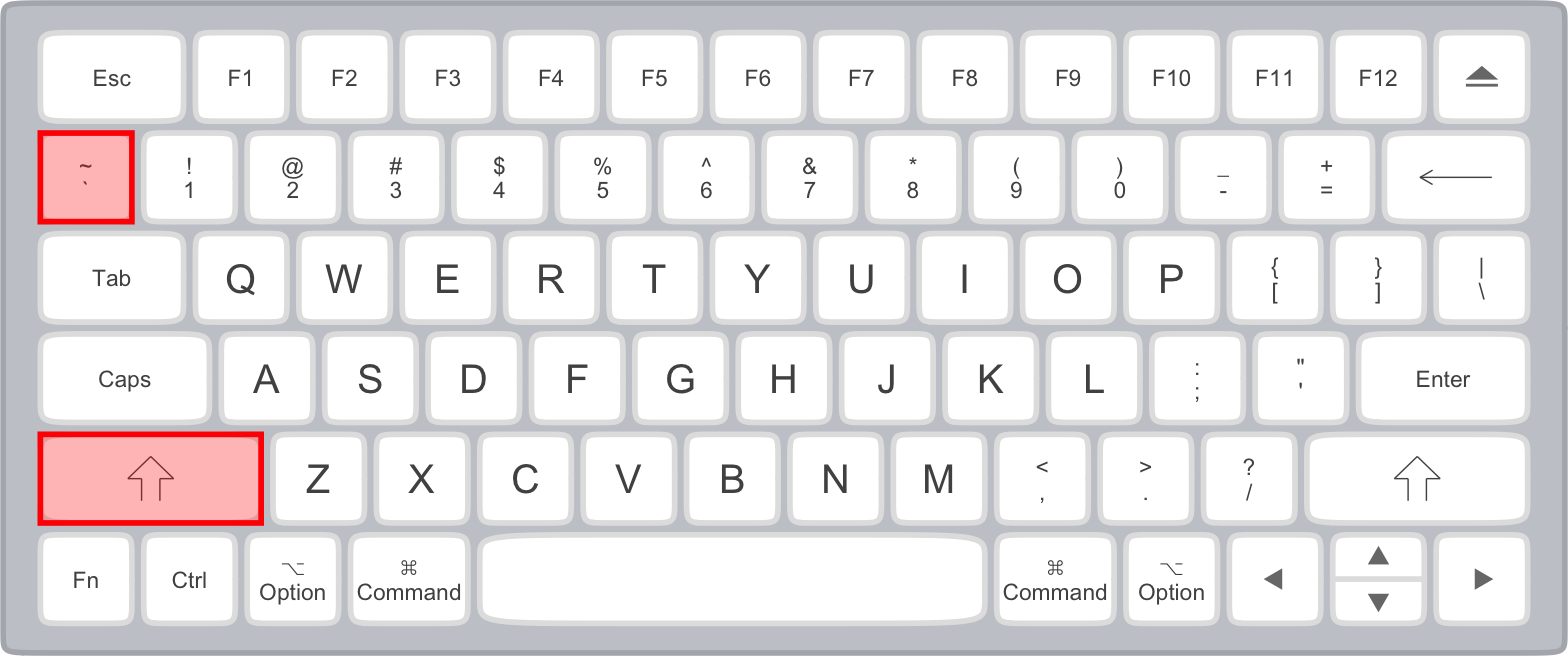 Esc F1 F2 F3 F4 F5 F6 F7 F8 F9 F10 F11 F12
~ ! @ # $ % ^ & * ( ) _ +
` 1 2 3 4 5 6 7 8 9 0 - =
Tab Q W E R T Y U I O P { } |
[ ] \
Caps A S D F G H J K L : " Enter
; '
Z X C V B N M < > ?
, . /
Fn Ctrl ⌥ ⌘ ⌘ ⌥
Option Command Command Option